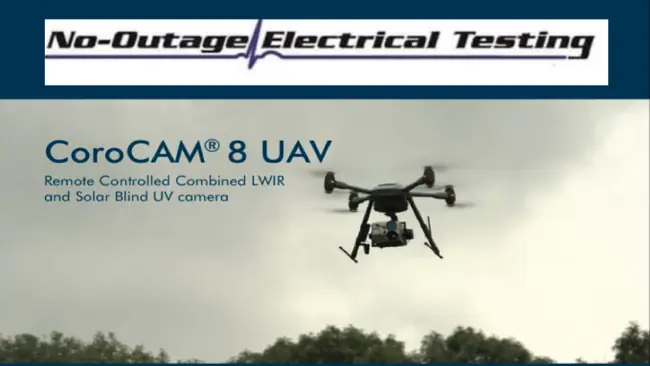 No-Outage Electrical Testing
CoroCAM® 8 UAV
Remote Controlled Combined LWIR
and Solar Blind UV camera